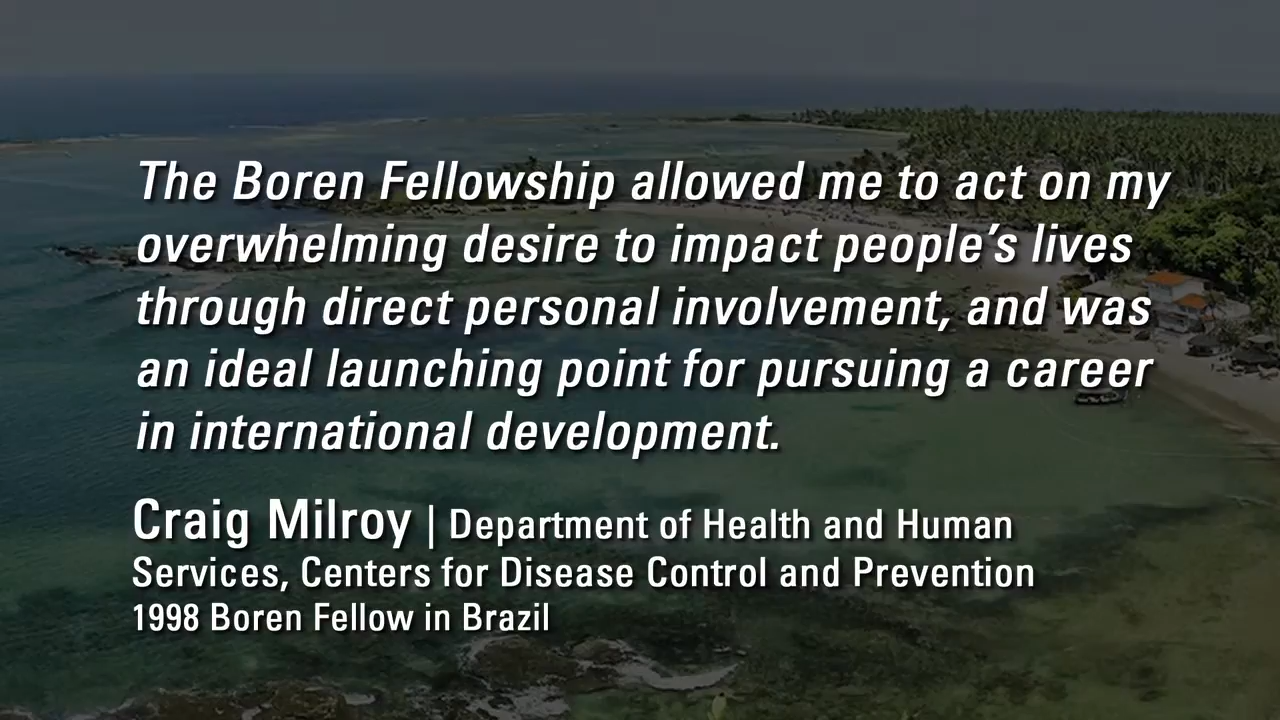 The Boren Fellowship allowed me to act on my
overwhelming desire to impact people’s lives
through direct personal involvement, and was
an ideal launching point for pursuing a career
in international development.
Craig Milroy | Department of Health and Human
Services, Centers for Disease Control and Prevention
1998 Boren Fellow in Brazil